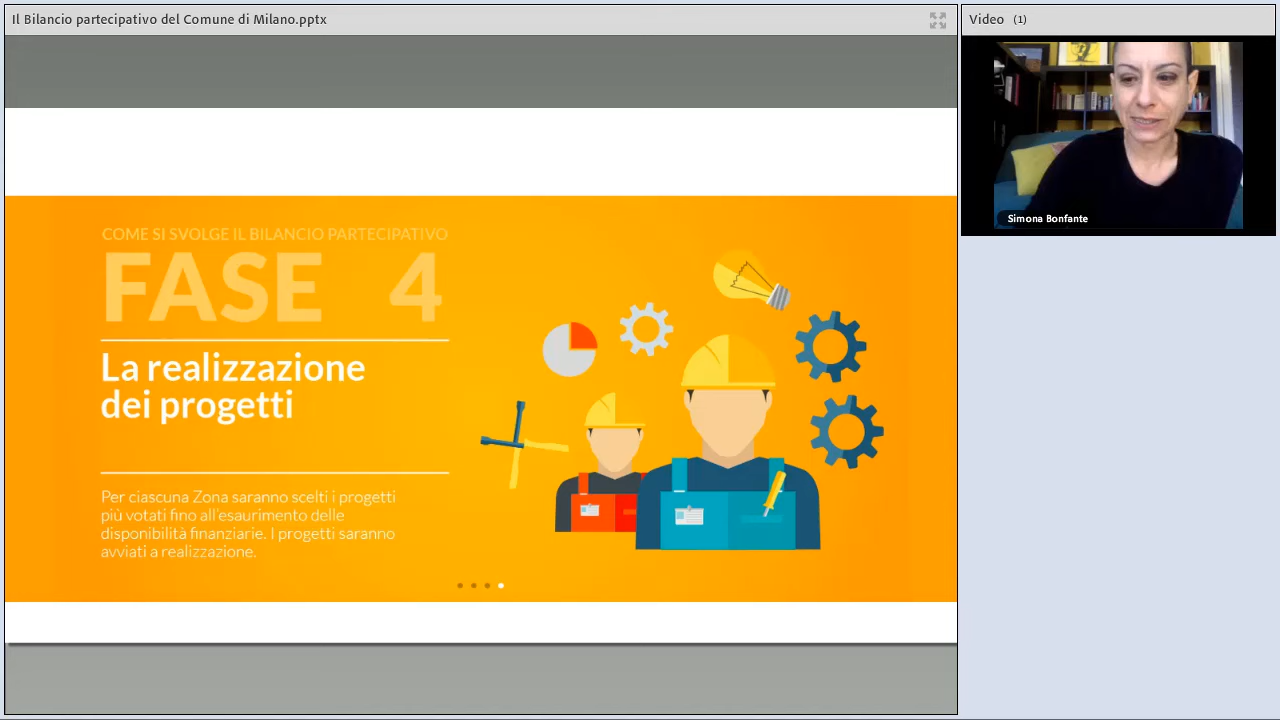 Il Bilancio partecipativo del Comune di Milano.pptx
Video (1)
Simona Bonfante
COME SI SVOLGE IL BILANCIO PARTECIPATIVO
FASE 4
La realizzazione
dei progetti
Per ciascuna Zona saranno scelti i progetti
più votati fino all'esaurimento delle
disponibilità finanziarie. I progetti saranno
avviati a realizzazione.